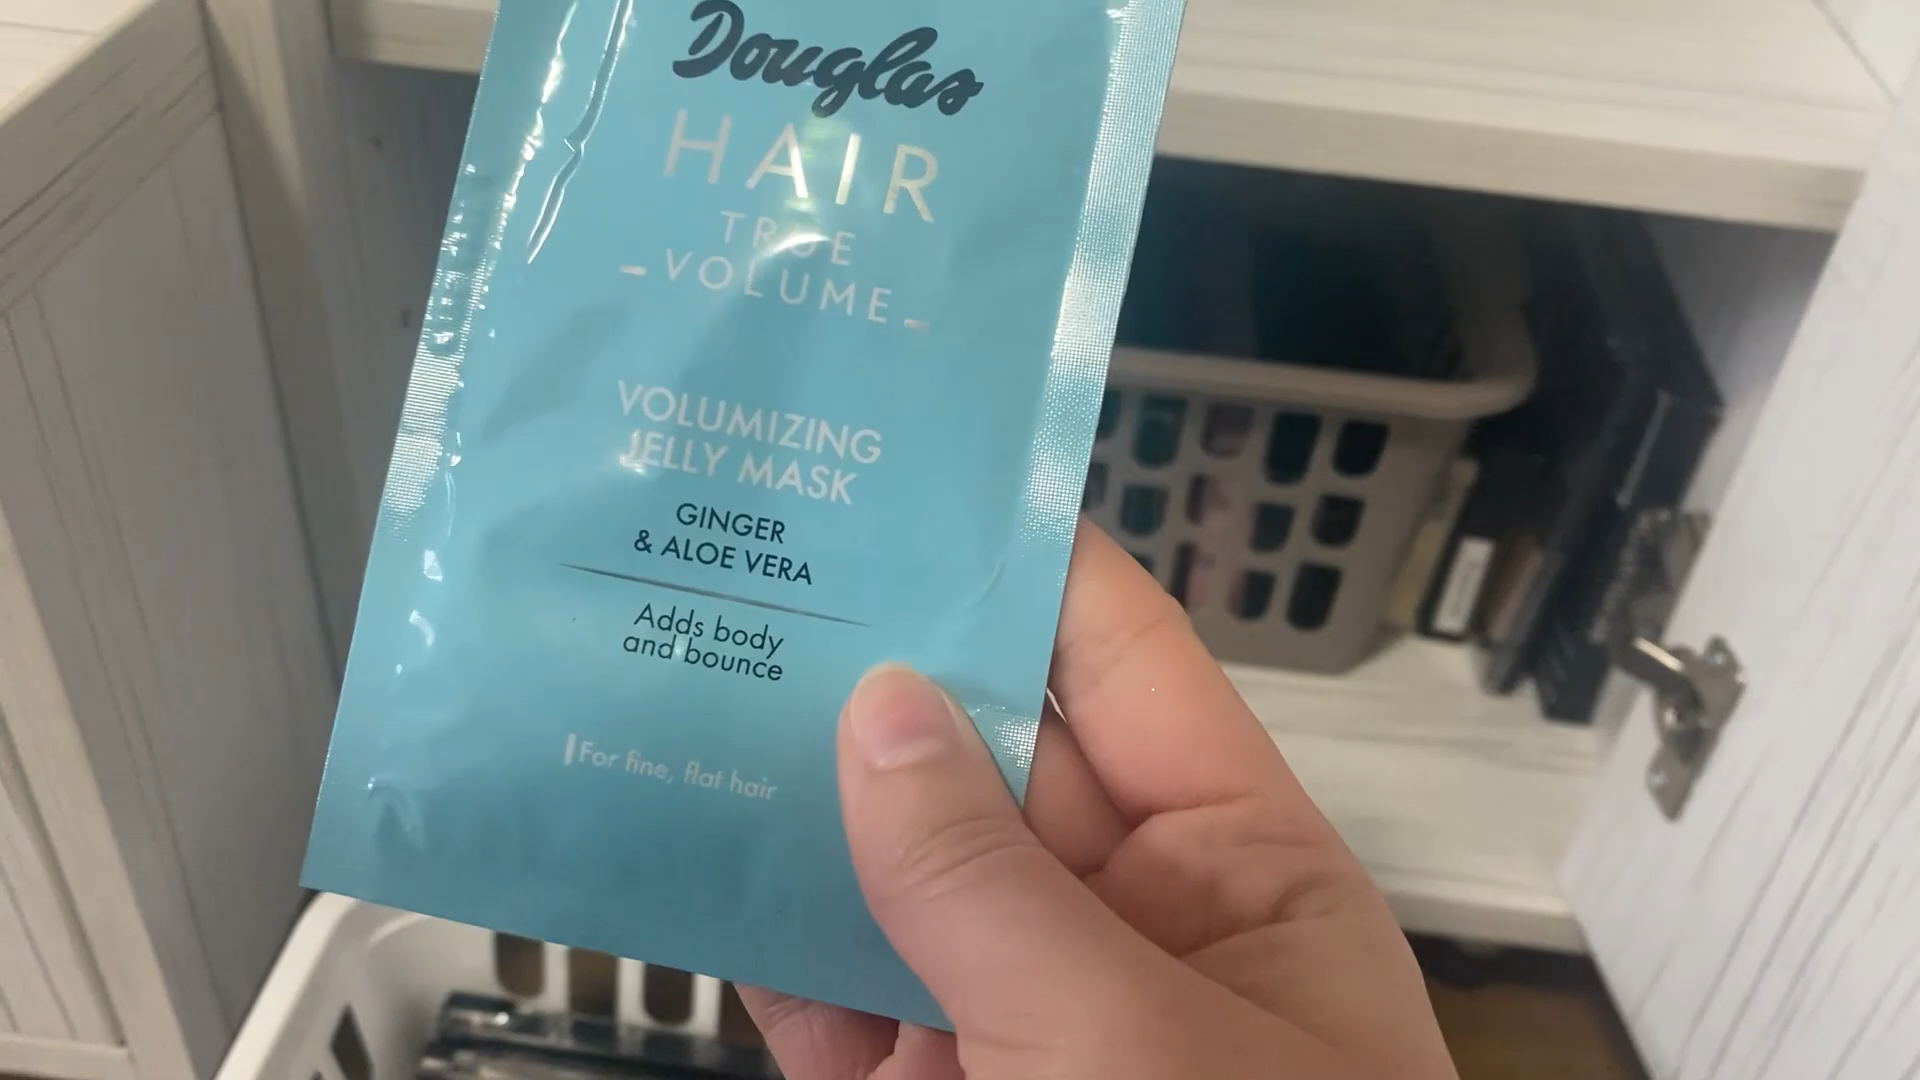 Douglas
HAIR
TRUE
VOLUME
VOLUMIZING
JELLY MASK
GINGER
& ALOE VERA
Adds body
and bounce
For fine, flat hair